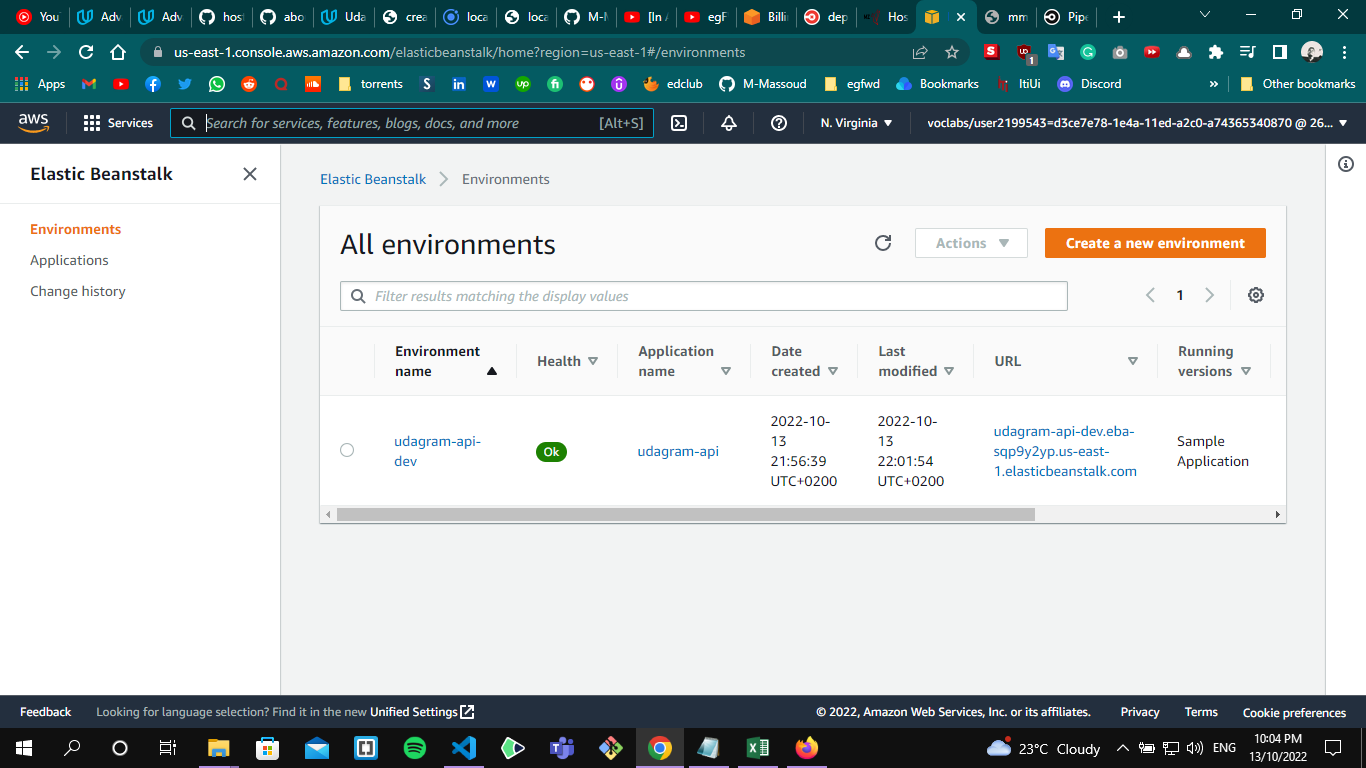 You
Adv
Adv
host
abo
Uda
crea
loca
loca
M-M
[In A
egF
Billi
dep
Hos
mm
Pipe
us-east-1.console.aws.amazon.com/elasticbeanstalk/home?region=us-east-1#/environments
1
Apps
torrents
edclub
M-Massoud
egfwd
Bookmarks
ItiUi
Discord
»
Other bookmarks
aws
Services
Search for services, features, blogs, docs, and more
[Alt+S]
N. Virginia
voclabs/user2199543=d3ce7e78-1e4a-11ed-a2c0-a74365340870 @ 26...
Elastic Beanstalk
Environments
Applications
Change history
Elastic Beanstalk
Environments
All environments
Actions
Create a new environment
Filter results matching the display values
1
Environment
name
Health
Application
name
Date
created
Last
modified
URL
Running
versions
udagram-api-
dev
Ok
udagram-api
2022-10-
13
21:56:39
UTC+0200
2022-10-
13
22:01:54
UTC+0200
udagram-api-dev.eba-
sqp9y2yp.us-east-
1.elasticbeanstalk.com
Sample
Application
Feedback
Looking for language selection? Find it in the new Unified Settings
© 2022, Amazon Web Services, Inc. or its affiliates.
Privacy
Terms
Cookie preferences
23°C Cloudy
ENG
10:04 PM
13/10/2022